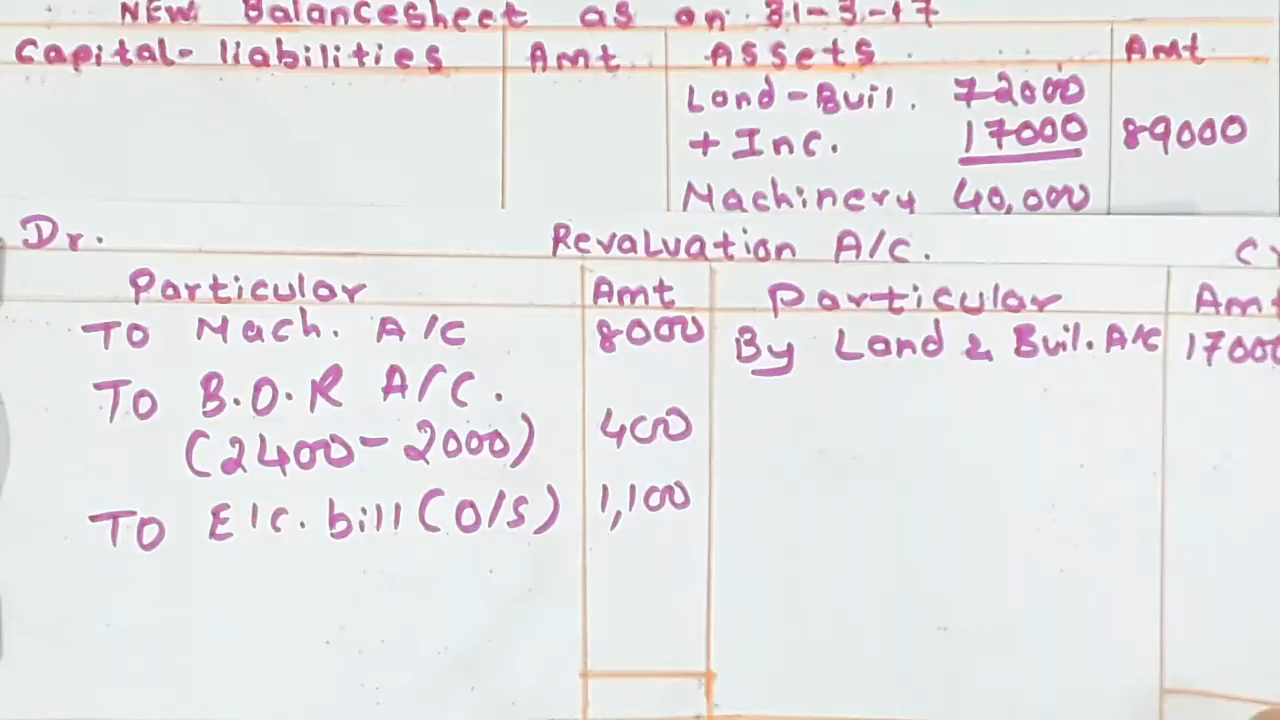 NEW Balancesheet as on 31-3-17
Capital- liabilities Amt. Assets Amt
Land-Buil. 72000
+ Inc. 17000 89000
Machinery 40,000
Dr. Revaluation A/C.
Particular Amt Particular Amt
To Mach. A/C 8000 By Land & Buil. A/C 17000
To B.O.R A/C.
(2400-2000) 400
To Elc. bill (O/S) 1,100